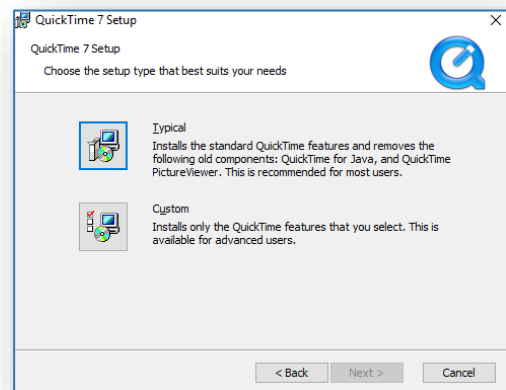 QuickTime 7 Setup
QuickTime 7 Setup
Choose the setup type that best suits your needs
Typical
Installs the standard QuickTime features and removes the
following old components: QuickTime for Java, and QuickTime
PictureViewer. This is recommended for most users.
Custom
Installs only the QuickTime features that you select. This is
available for advanced users.
< Back
Next >
Cancel